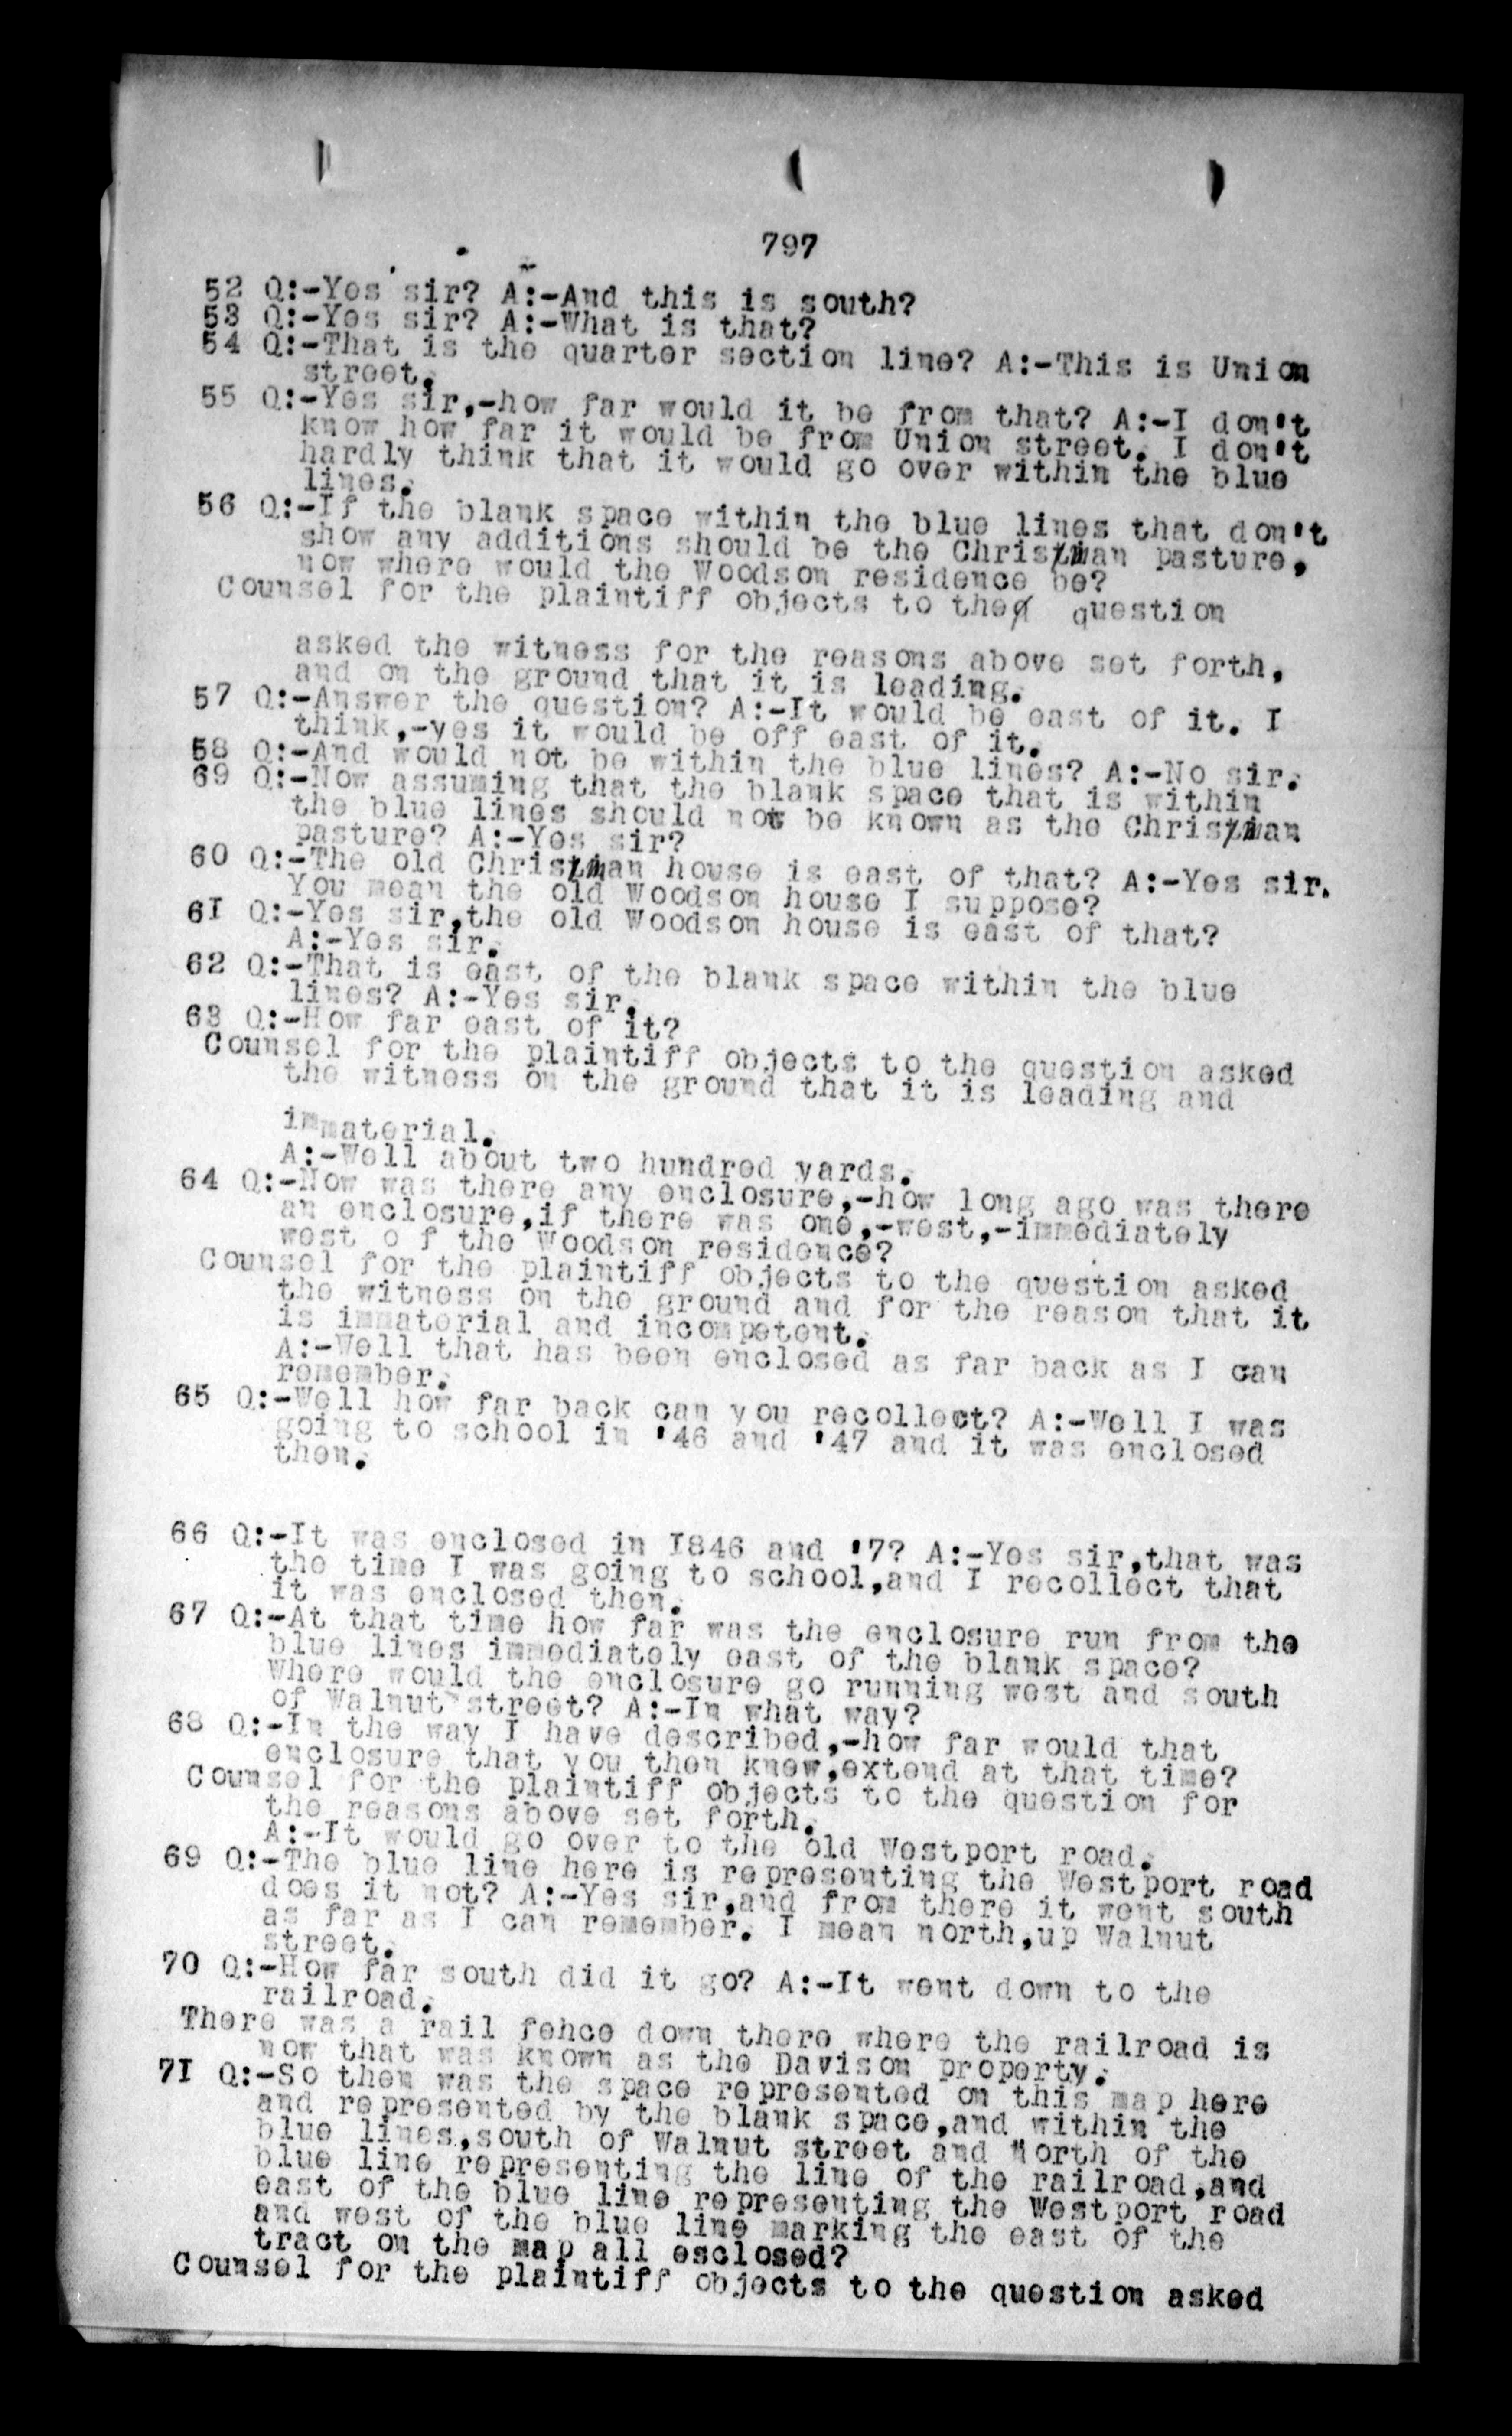 797
52 Q:-Yes sir? A:-And this is south?
53 Q:-Yes sir? A:-What is that?
54 Q:-That is the quarter section line? A:-This is Union
street.
55 Q:-Yes sir,-how far would it be from that? A:-I don't
know how far it would be from Union street. I don't
hardly think that it would go over within the blue
lines.
56 Q:-If the blank space within the blue lines that don't
show any additions should be the Chrisman pasture,
now where would the Woodson residence be?
Counsel for the plaintiff objects to the question
asked the witness for the reasons above set forth,
and on the ground that it is leading.
57 Q:-Answer the question? A:-It would be east of it. I
think,-yes it would be off east of it.
58 Q:-And would not be within the blue lines? A:-No sir.
69 Q:-Now assuming that the blank space that is within
the blue lines should not be known as the Chrisman
pasture? A:-Yes sir?
60 Q:-The old Chrisman house is east of that? A:-Yes sir.
You mean the old Woodson house I suppose?
6I Q:-Yes sir,the old Woodson house is east of that?
A:-Yes sir.
62 Q:-That is east of the blank space within the blue
lines? A:-Yes sir.
63 Q:-How far east of it?
Counsel for the plaintiff objects to the question asked
the witness on the ground that it is leading and
immaterial.
A:-Well about two hundred yards.
64 Q:-Now was there any enclosure,-how long ago was there
an enclosure,if there was one,-west,-immediately
west o f the Woodson residence?
Counsel for the plaintiff objects to the question asked
the witness on the ground and for the reason that it
is immaterial and incompetent.
A:-Well that has been enclosed as far back as I can
remember.
65 Q:-Well how far back can you recollect? A:-Well I was
going to school in '46 and '47 and it was enclosed
then.
66 Q:-It was enclosed in I846 and '7? A:-Yes sir,that was
the time I was going to school,and I recollect that
it was enclosed then.
67 Q:-At that time how far was the enclosure run from the
blue lines immediately east of the blank space?
Where would the enclosure go running west and south
of Walnut street? A:-In what way?
68 Q:-In the way I have described,-how far would that
enclosure that you then knew,extend at that time?
Counsel for the plaintiff objects to the question for
the reasons above set forth.
A:-It would go over to the old Westport road.
69 Q:-The blue line here is representing the Westport road
does it not? A:-Yes sir,and from there it went south
as far as I can remember. I mean north,up Walnut
street.
70 Q:-How far south did it go? A:-It went down to the
railroad.
There was a rail fehce down there where the railroad is
now that was known as the Davison property.
7I Q:-So then was the space represented on this map here
and represented by the blank space,and within the
blue lines,south of Walnut street and North of the
blue line representing the line of the railroad,and
east of the blue line representing the Westport road
and west of the blue line marking the east of the
tract on the map all esclosed?
Counsel for the plaintiff objects to the question asked